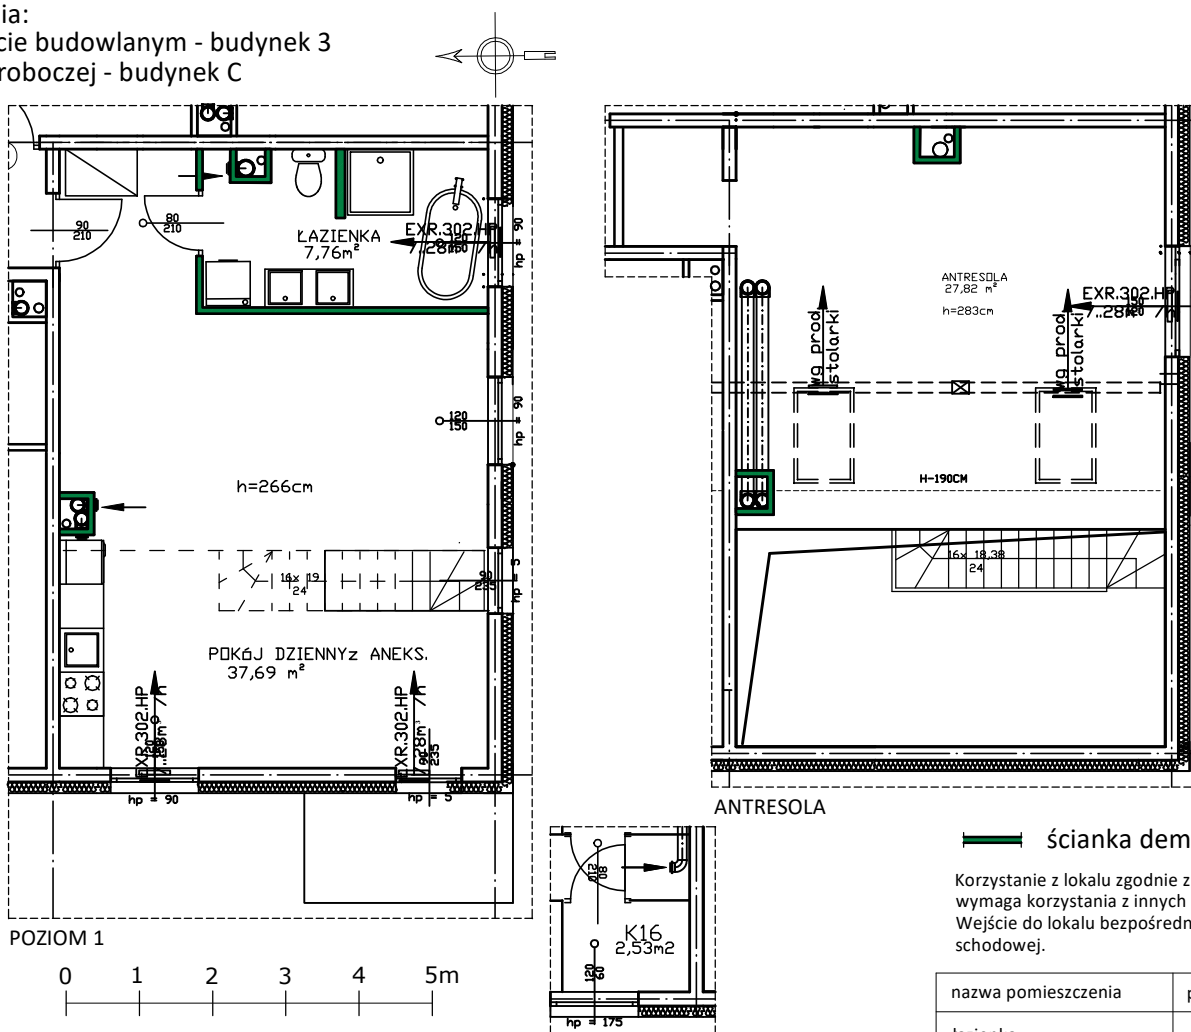 ia:
cie budowlanym - budynek 3
roboczej - budynek C
90
210
80
210
ŁAZIENKA
7,76m²
EXR.302.HP
hp = 90
120
150
hp = 90
h=266cm
16x 19
24
hp = 5
POKóJ DZIENNYz ANEKS.
37,69 m²
EXR.302.HP
EXR.302.HP
90
235
hp = 90
hp = 5
POZIOM 1
0 1 2 3 4 5m
ANTRESOLA
27,82 m²
h=283cm
EXR.302.HP
wg prod
stolarki
wg prod
stolarki
H-190CM
16x 18,38
24
ANTRESOLA
80
210
K16
2,53m2
120
60
hp = 175
ścianka dem
Korzystanie z lokalu zgodnie z
wymaga korzystania z innych
Wejście do lokalu bezpośredn
schodowej.
nazwa pomieszczenia